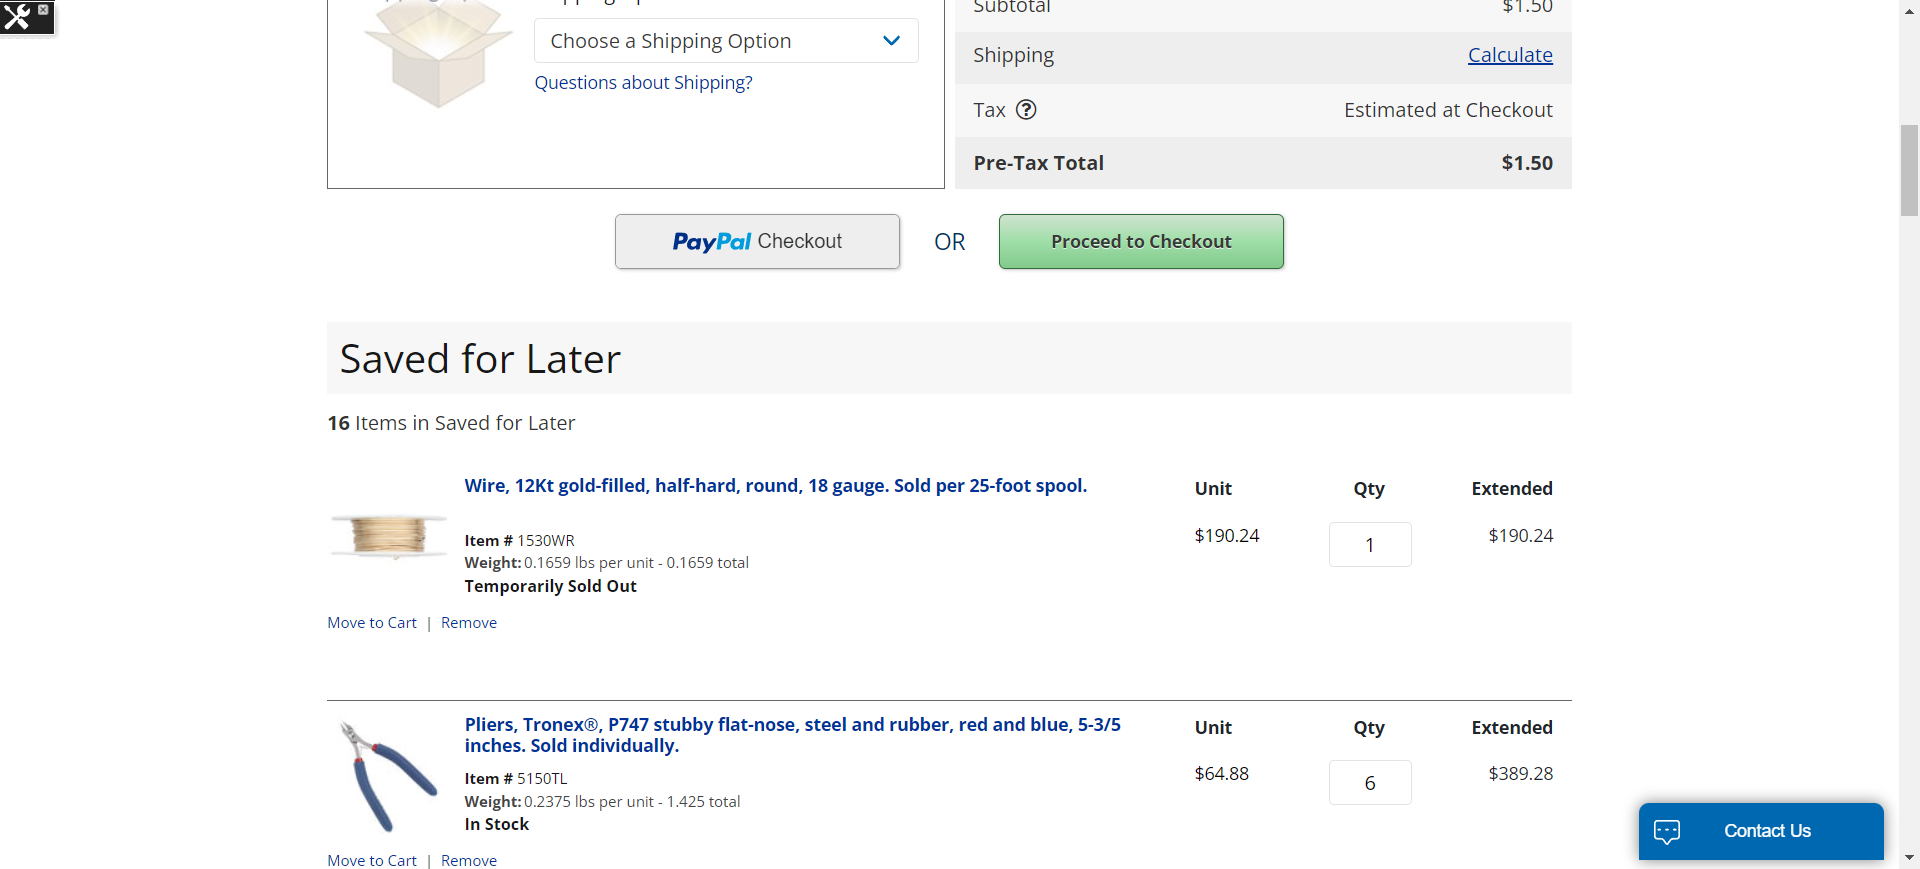 Subtotal $1.50
Choose a Shipping Option
Shipping Calculate
Questions about Shipping?
Tax ? Estimated at Checkout
Pre-Tax Total $1.50
PayPal Checkout OR Proceed to Checkout
Saved for Later
16 Items in Saved for Later
Wire, 12Kt gold-filled, half-hard, round, 18 gauge. Sold per 25-foot spool.
Unit Qty Extended
$190.24 1 $190.24
Item # 1530WR
Weight: 0.1659 lbs per unit - 0.1659 total
Temporarily Sold Out
Move to Cart | Remove
Pliers, Tronex®, P747 stubby flat-nose, steel and rubber, red and blue, 5-3/5
inches. Sold individually.
Unit Qty Extended
$64.88 6 $389.28
Item # 5150TL
Weight: 0.2375 lbs per unit - 1.425 total
In Stock
Move to Cart | Remove
Contact Us